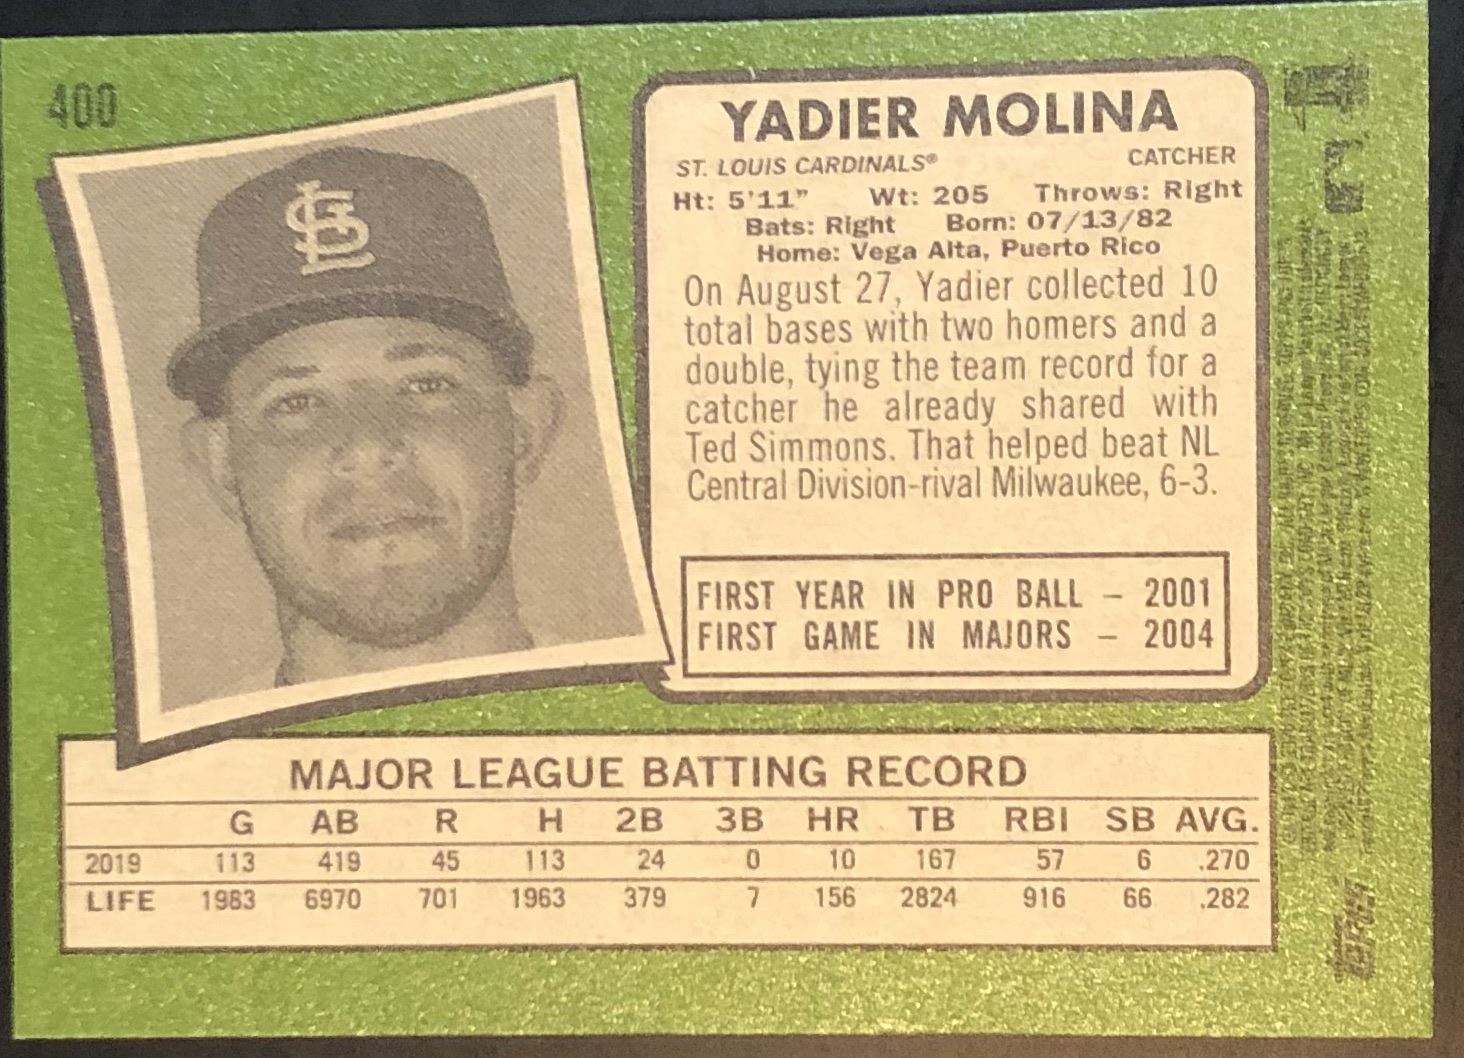 400
YADIER MOLINA
ST. LOUIS CARDINALS® CATCHER
Ht: 5'11" Wt: 205 Throws: Right
Bats: Right Born: 07/13/82
Home: Vega Alta, Puerto Rico
On August 27, Yadier collected 10
total bases with two homers and a
double, tying the team record for a
catcher he already shared with
Ted Simmons. That helped beat NL
Central Division-rival Milwaukee, 6-3.
FIRST YEAR IN PRO BALL – 2001
FIRST GAME IN MAJORS – 2004
MAJOR LEAGUE BATTING RECORD
G AB R H 2B 3B HR TB RBI SB AVG.
2019 113 419 45 113 24 0 10 167 57 6 .270
LIFE 1983 6970 701 1963 379 7 156 2824 916 66 .282
STL
topps